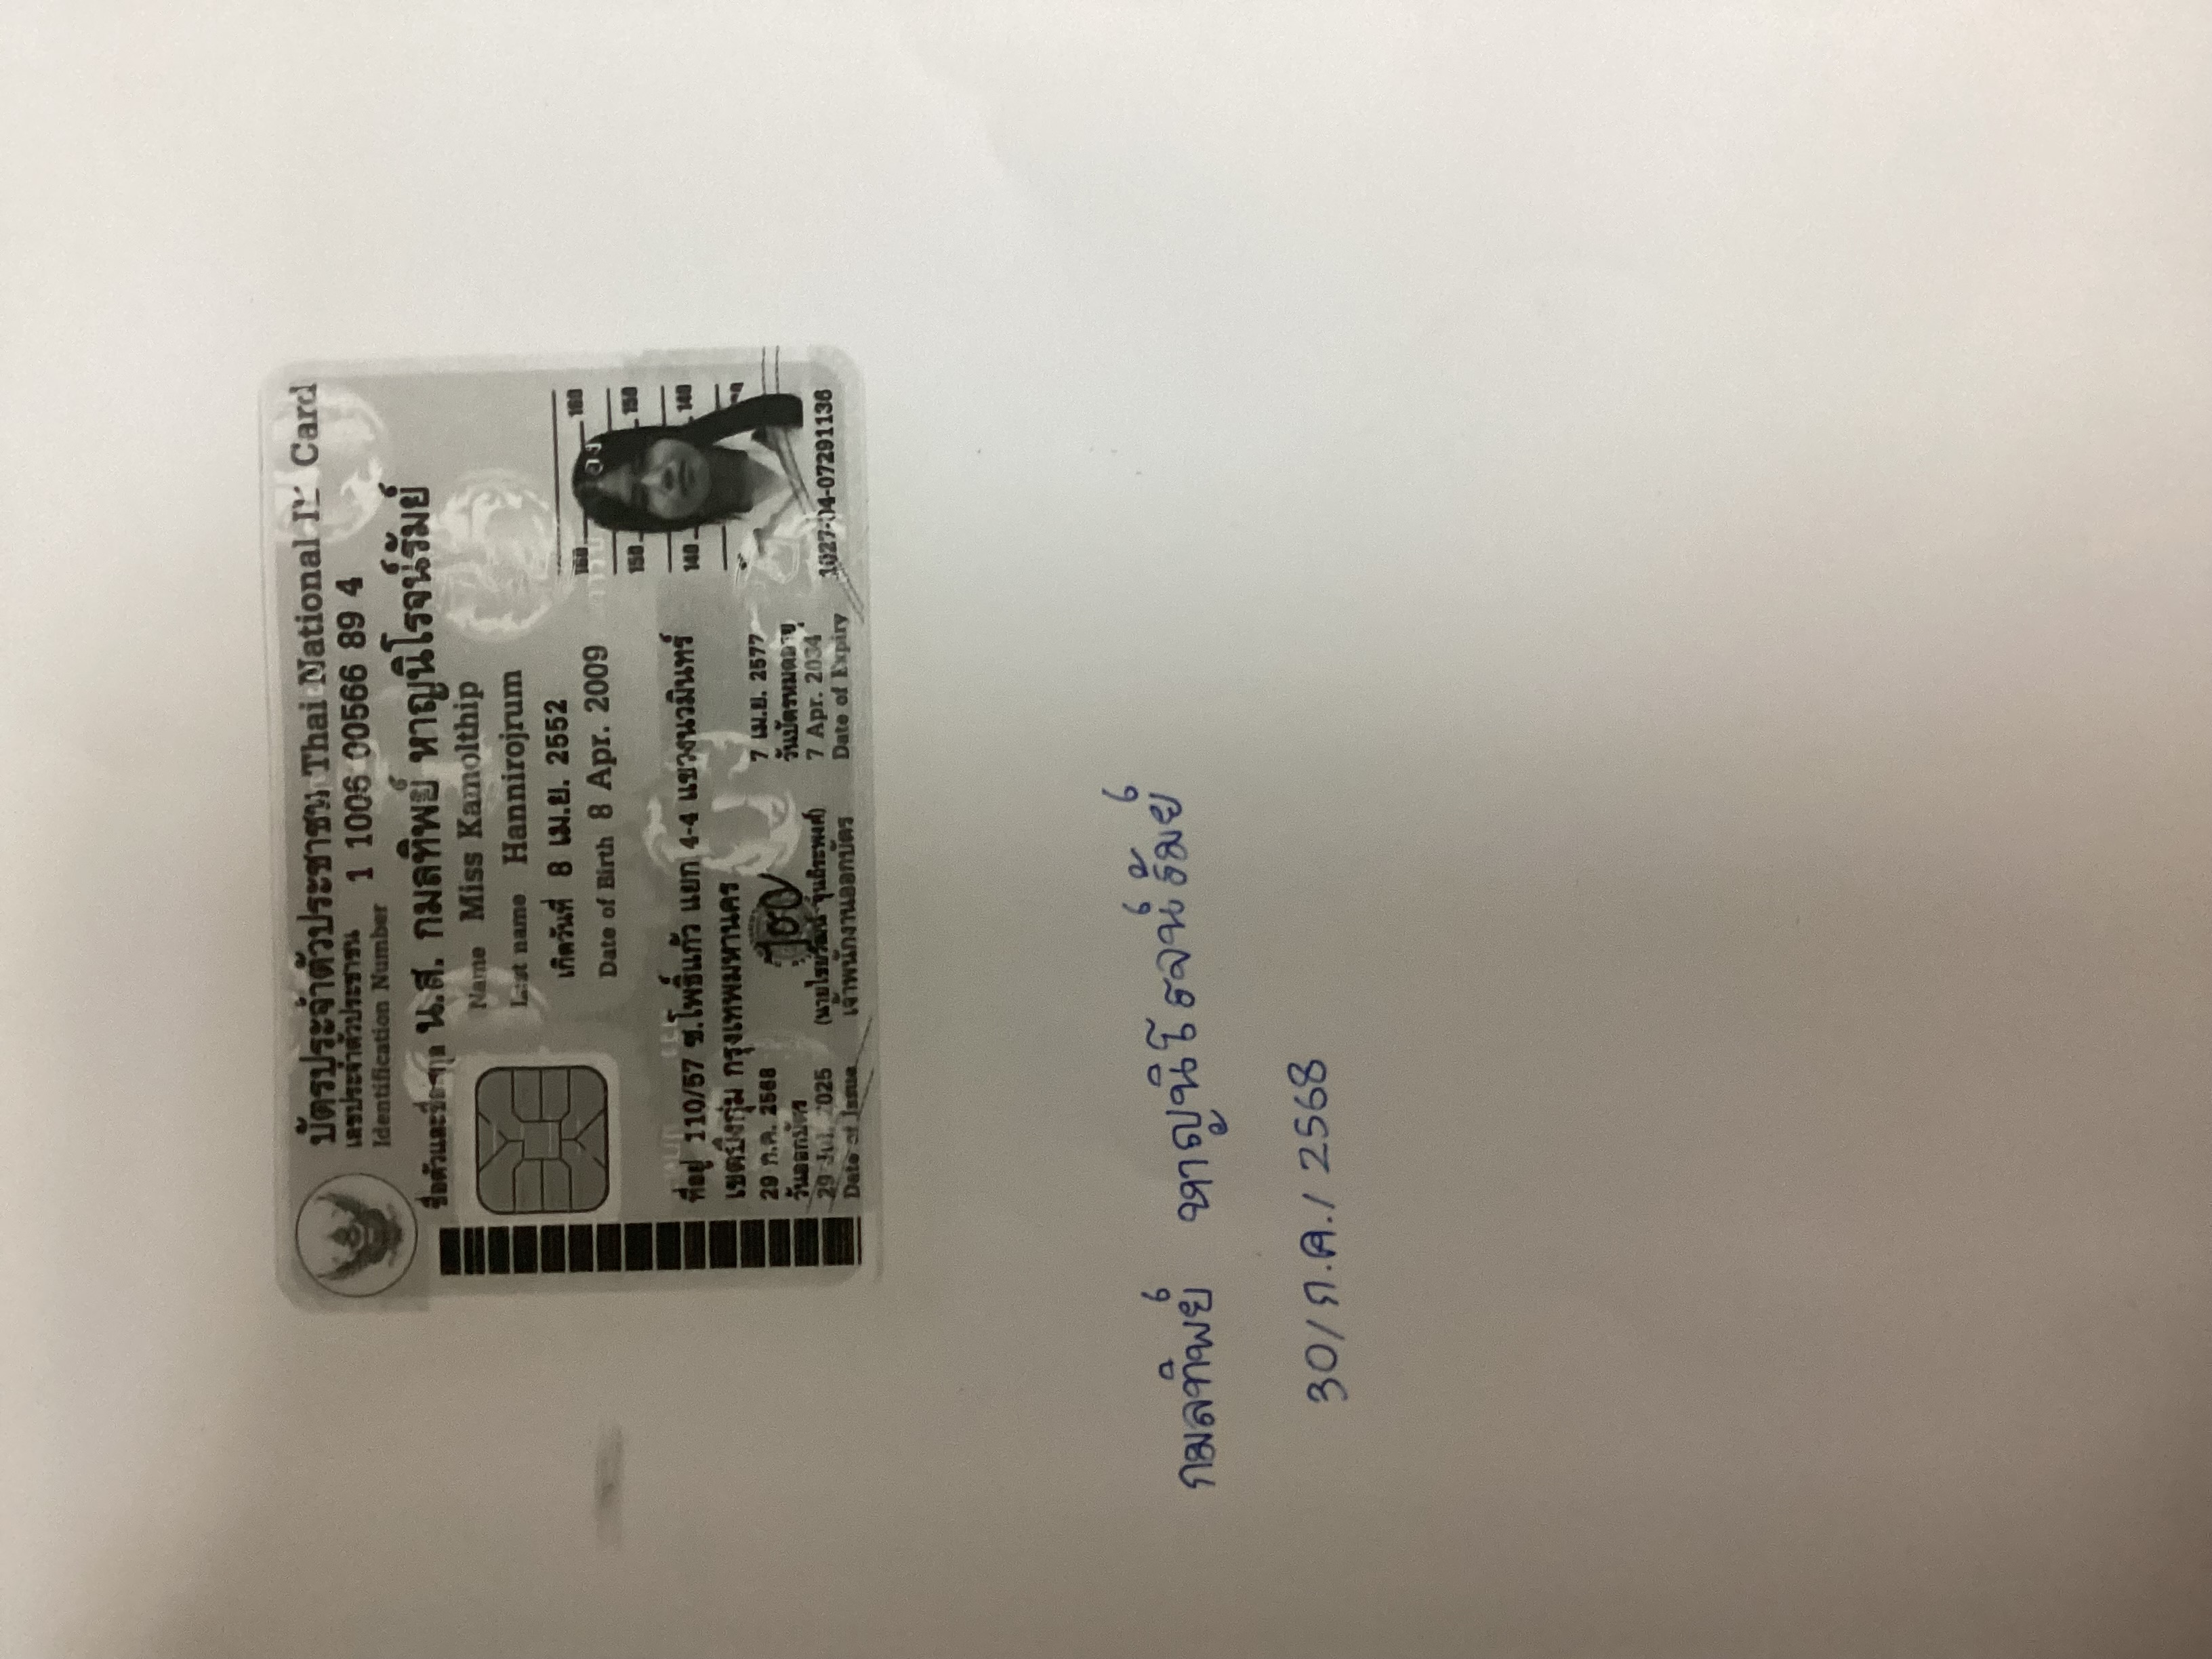 บัตรประจำตัวประชาชน Thai National ID Card
เลขประจำตัวประชาชน 1 1006 00566 89 4
Identification Number
ชื่อตัวและชื่อสกุล น.ส. กมลทิพย์ หาญนิโรจน์รัมย์
Name Miss Kamolthip
Last name Hannirojrum
เกิดวันที่ 8 เม.ย. 2552
Date of Birth 8 Apr. 2009
160 160
150 150
140 140
ที่อยู่ 110/57 ซ.โพธิ์แก้ว แยก 4-4 แขวงนวมินทร์
เขตบึงกุ่ม กรุงเทพมหานคร
29 ก.ค. 2568
วันออกบัตร
29 Jul. 2025
Date of Issue
เจ้าพนักงานออกบัตร
7 เม.ย. 2577
วันบัตรหมดอายุ
7 Apr. 2034
Date of Expiry
1027-04-07291136
กมลทิพย์ หาญนิโรจน์รัมย์
30/ก.ค./2568